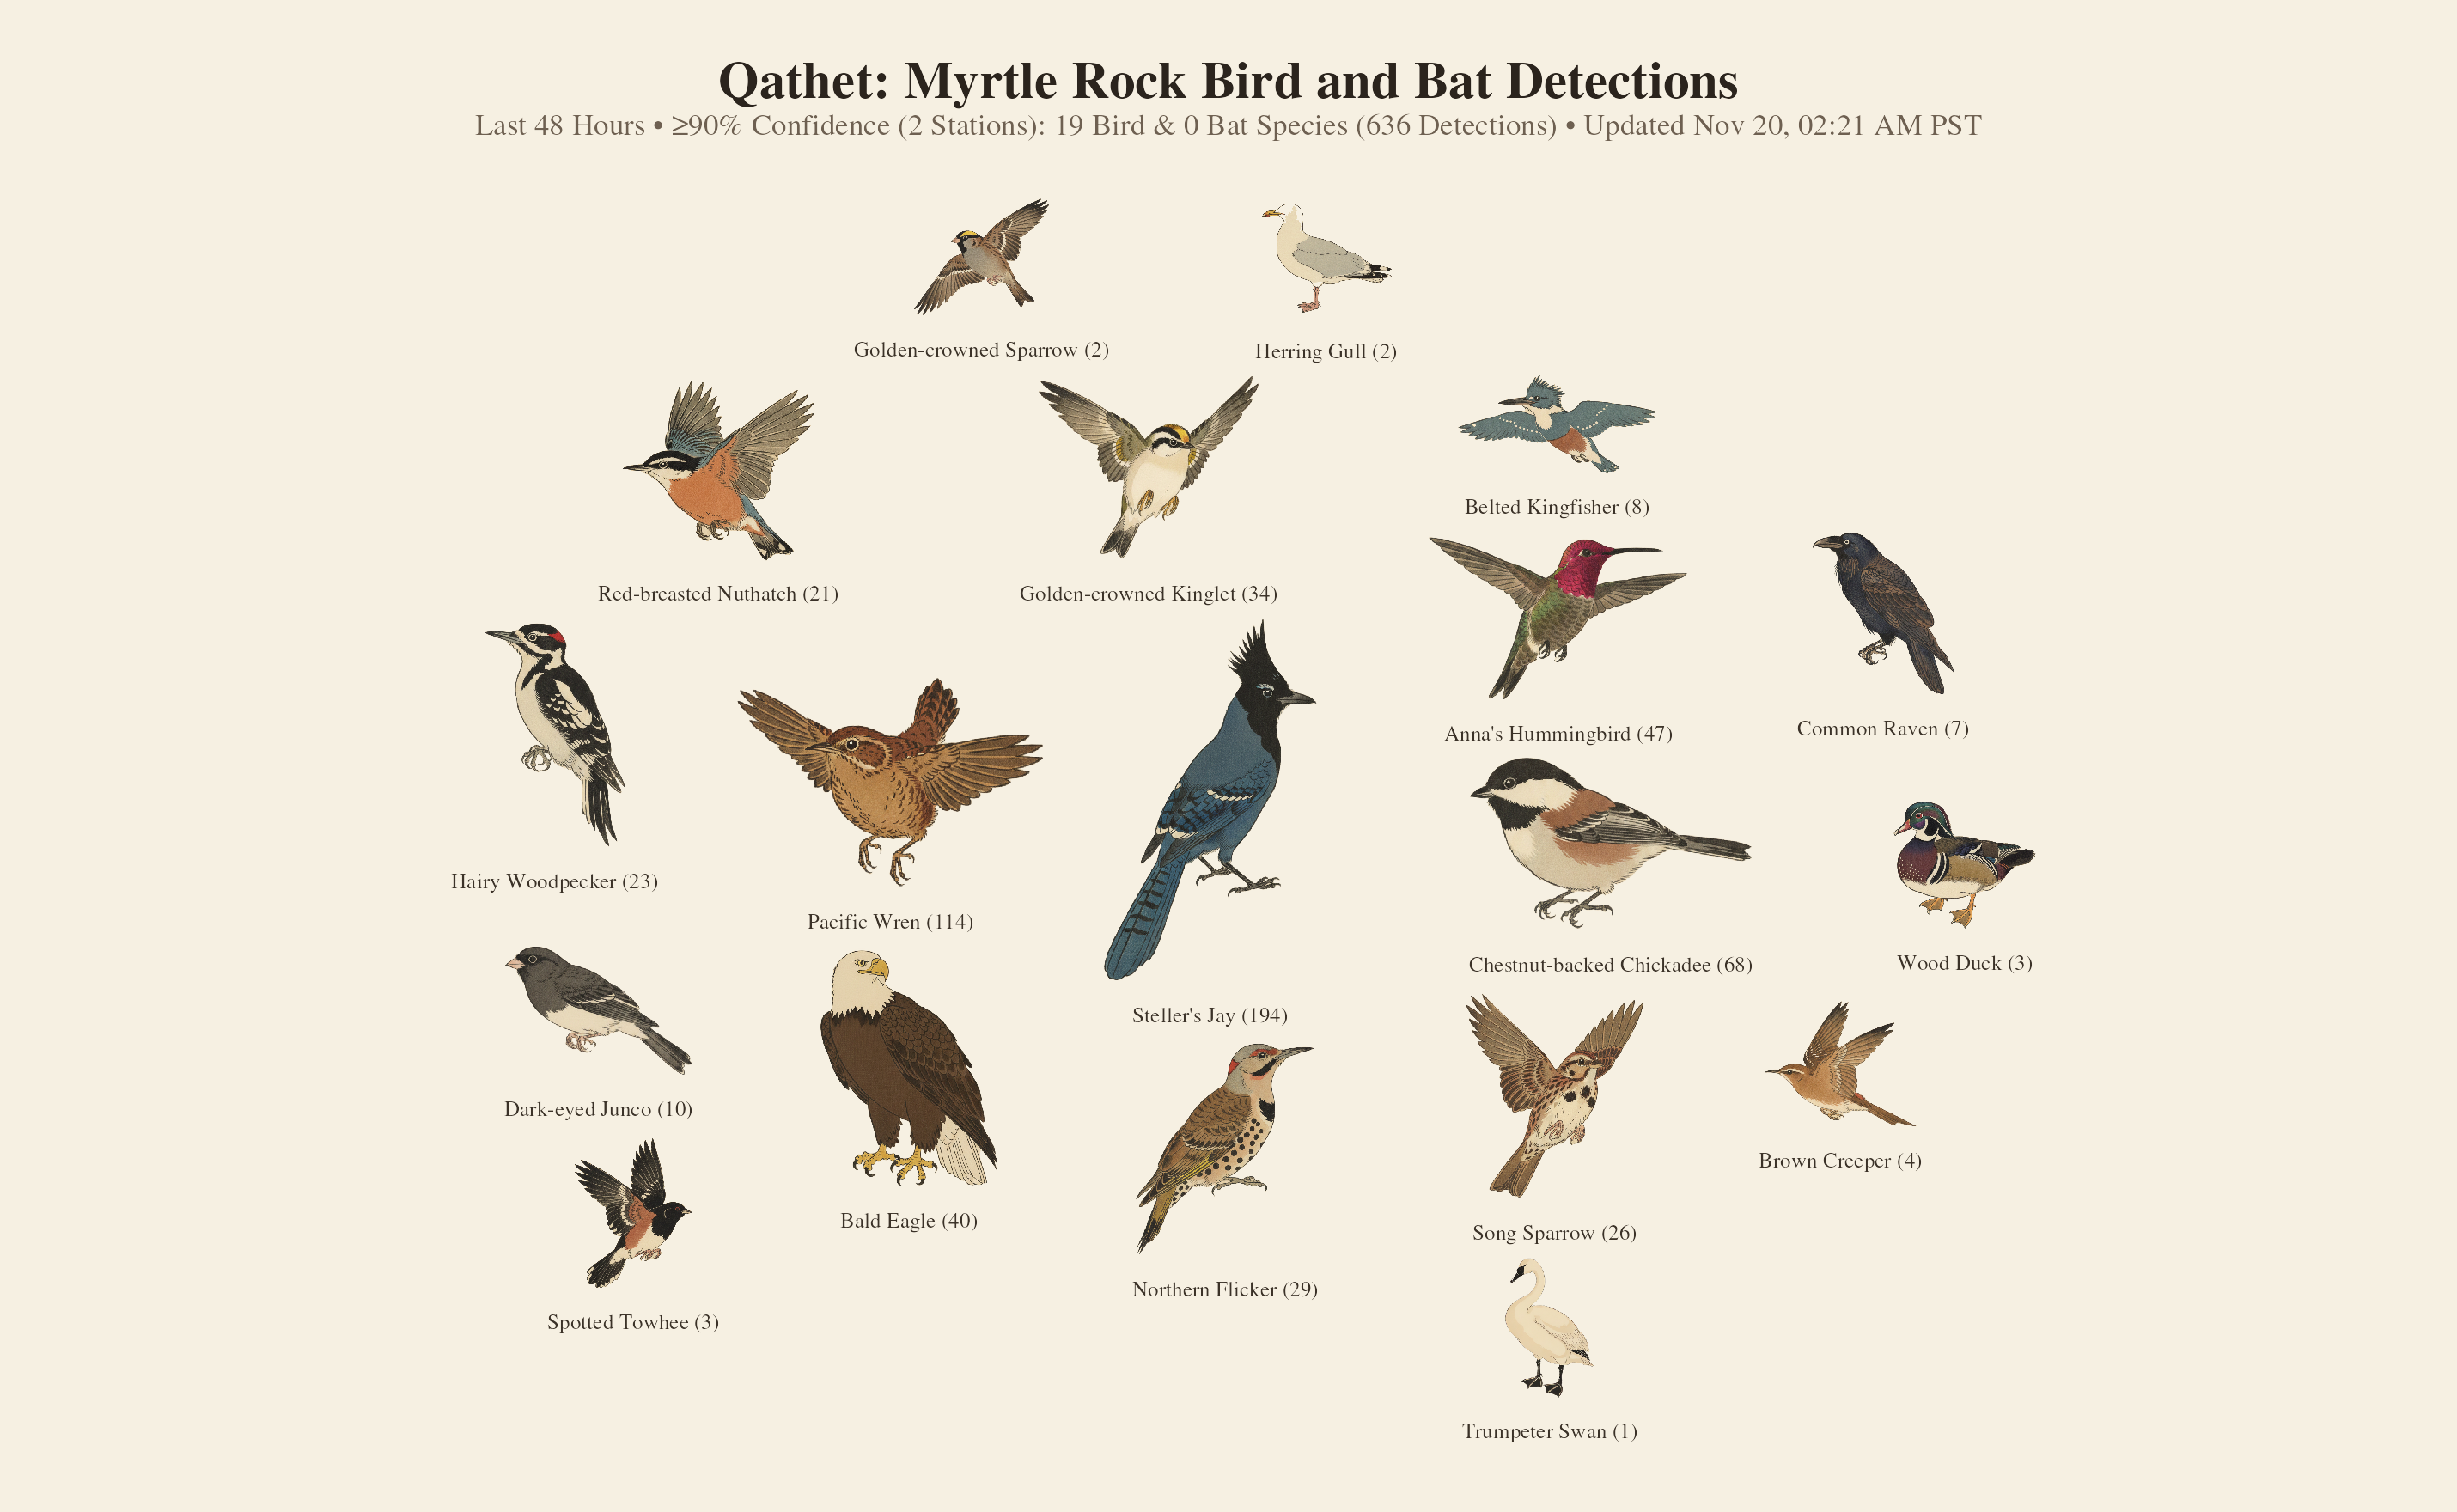 Qathet: Myrtle Rock Bird and Bat Detections
Last 48 Hours • ≥90% Confidence (2 Stations): 19 Bird & 0 Bat Species (636 Detections) • Updated Nov 20, 02:21 AM PST
Golden-crowned Sparrow (2)
Herring Gull (2)
Belted Kingfisher (8)
Red-breasted Nuthatch (21)
Golden-crowned Kinglet (34)
Anna's Hummingbird (47)
Common Raven (7)
Hairy Woodpecker (23)
Pacific Wren (114)
Chestnut-backed Chickadee (68)
Wood Duck (3)
Steller's Jay (194)
Dark-eyed Junco (10)
Brown Creeper (4)
Bald Eagle (40)
Song Sparrow (26)
Northern Flicker (29)
Spotted Towhee (3)
Trumpeter Swan (1)